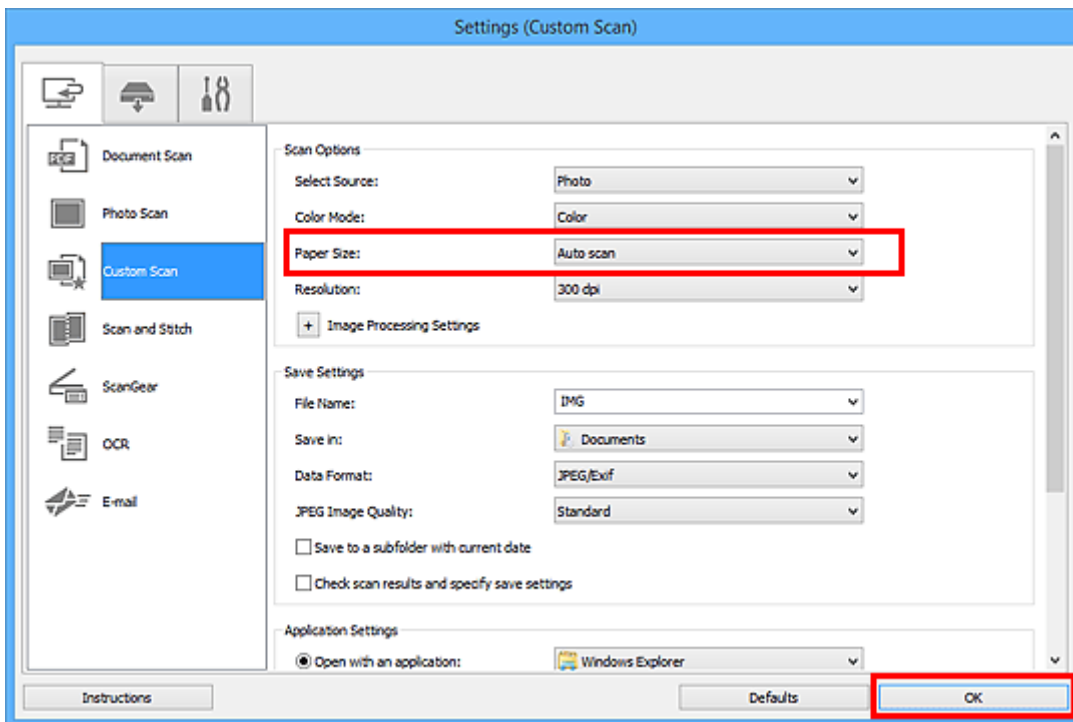 Settings (Custom Scan)
Document Scan
Photo Scan
Custom Scan
Scan and Stitch
ScanGear
OCR
E-mail
Scan Options
Select Source: Photo
Color Mode: Color
Paper Size: Auto scan
Resolution: 300 dpi
+ Image Processing Settings
Save Settings
File Name: IMG
Save in: Documents
Data Format: JPEG/Exif
JPEG Image Quality: Standard
Save to a subfolder with current date
Check scan results and specify save settings
Application Settings
Open with an application: Windows Explorer
Instructions Defaults OK